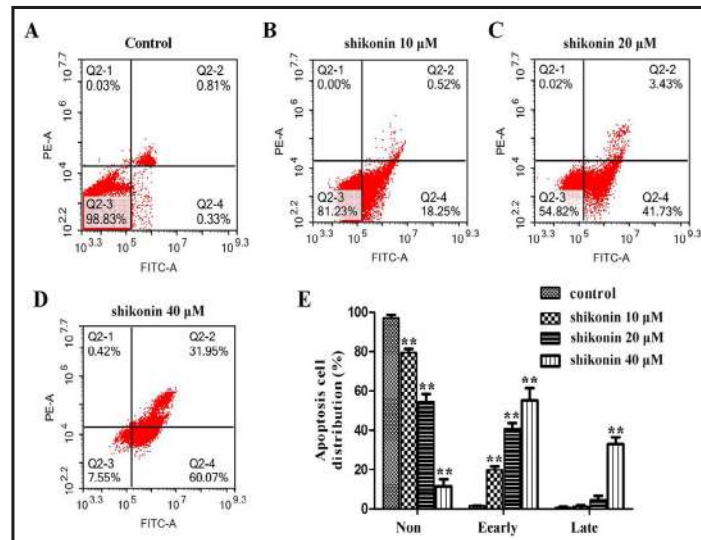 A
Control
Q2-1
0.03%
Q2-2
0.81%
Q2-3
98.83%
Q2-4
0.33%
PE-A
10^2.2 10^4 10^6 10^7.7
10^3.3 10^5 10^7 10^9.3
FITC-A
B
shikonin 10 µM
Q2-1
0.00%
Q2-2
0.52%
Q2-3
81.23%
Q2-4
18.25%
PE-A
10^2.2 10^4 10^6 10^7.7
10^3.3 10^5 10^7 10^9.3
FITC-A
C
shikonin 20 µM
Q2-1
0.02%
Q2-2
3.43%
Q2-3
54.82%
Q2-4
41.73%
PE-A
10^2.2 10^4 10^6 10^7.7
10^3.3 10^5 10^7 10^9.3
FITC-A
D
shikonin 40 µM
Q2-1
0.42%
Q2-2
31.95%
Q2-3
7.55%
Q2-4
60.07%
PE-A
10^2.2 10^4 10^6 10^7.7
10^3.3 10^5 10^7 10^9.3
FITC-A
E
control
shikonin 10 µM
shikonin 20 µM
shikonin 40 µM
Apoptosis cell
distribution (%)
100
80
60
40
20
0
** ** **
** ** **
**
Non Eearly Late